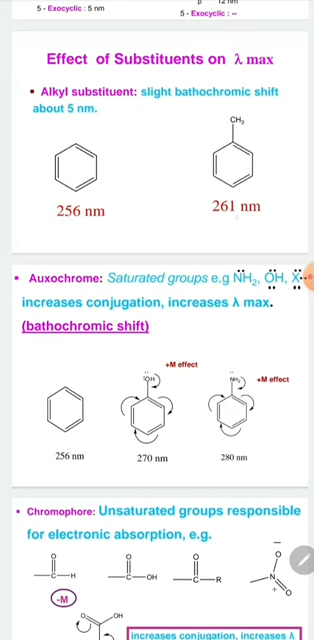 5 - Exocyclic : 5 nm
β 12 nm
5 - Exocyclic : --
Effect of Substituents on λ max
▪ Alkyl substituent: slight bathochromic shift
about 5 nm.
CH3
256 nm
261 nm
▪ Auxochrome: Saturated groups e.g NH2, OH, X
increases conjugation, increases λ max.
(bathochromic shift)
+M effect
:OH
NH2
+M effect
256 nm
270 nm
280 nm
▪ Chromophore: Unsaturated groups responsible
for electronic absorption, e.g.
O O O O
C H C OH C R N + O
-M
O OH
increases conjugation, increases λ